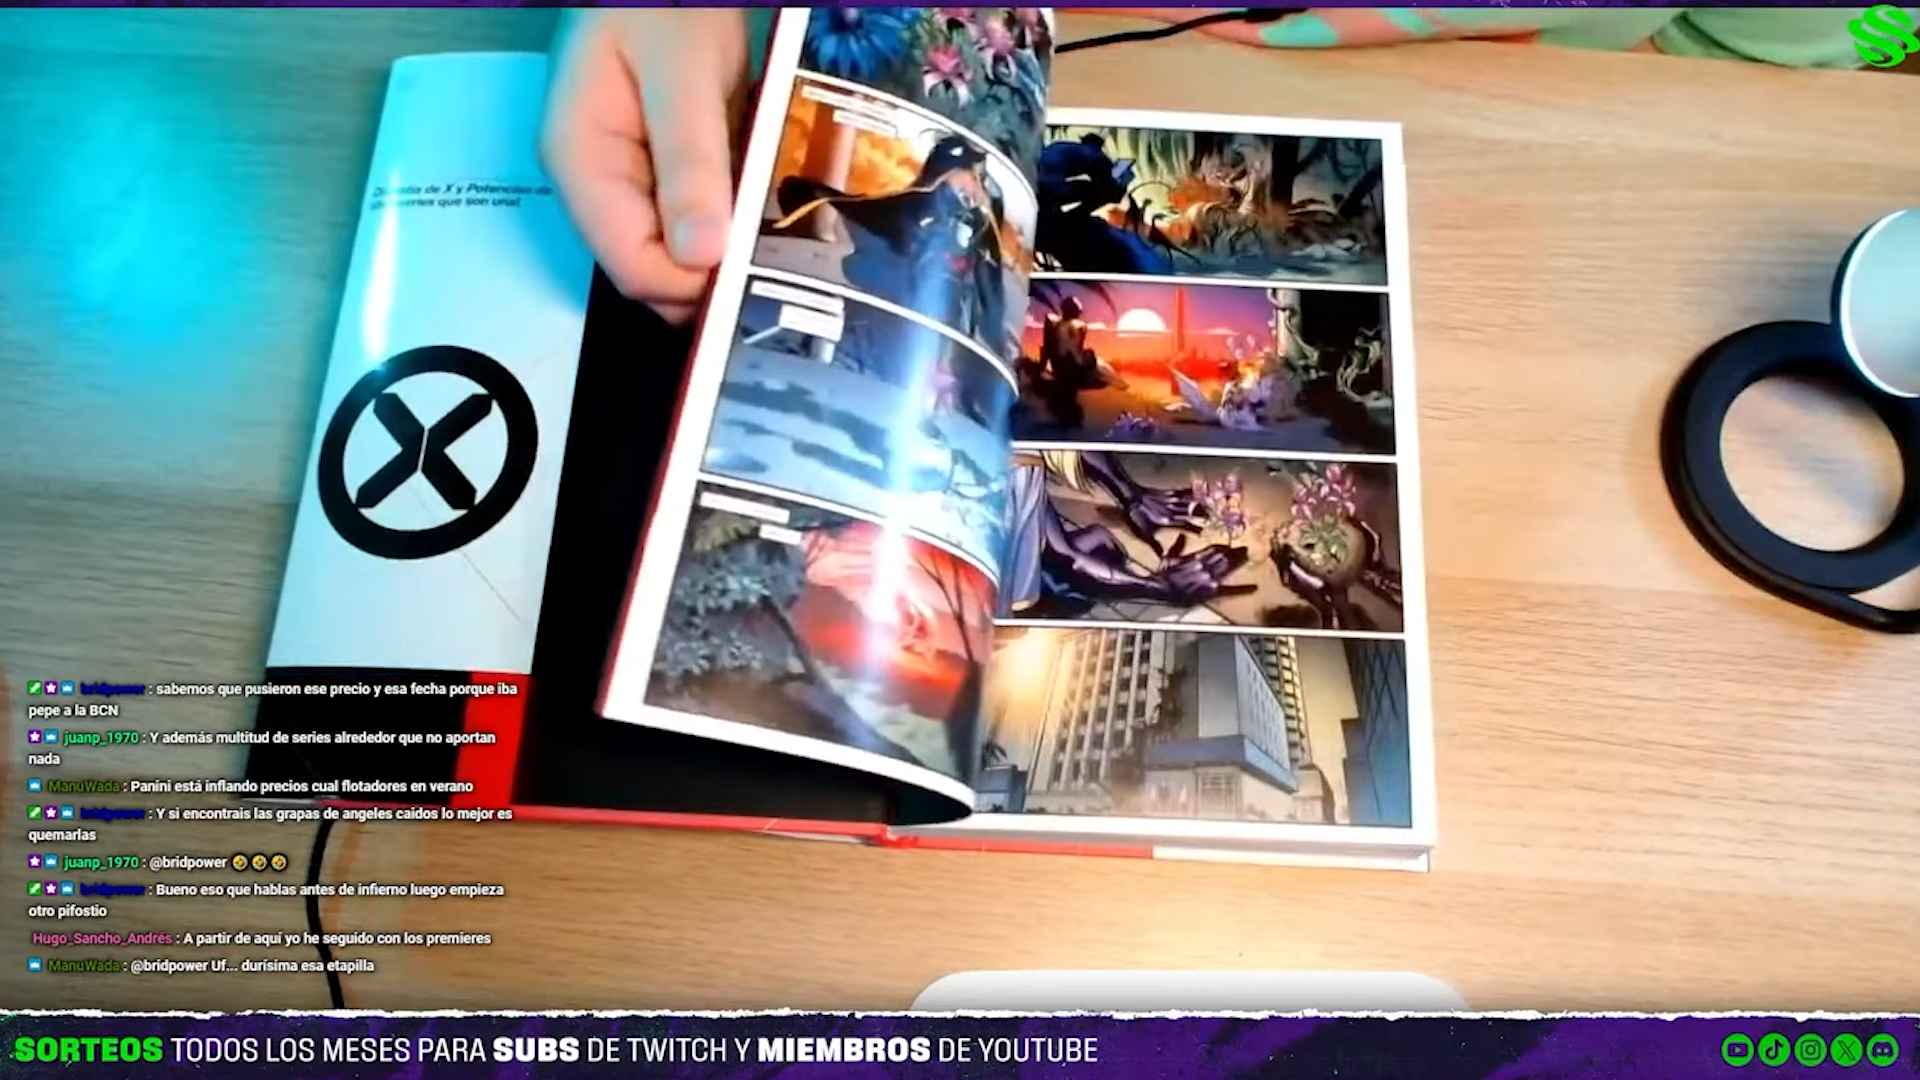 bridpower : sabemos que pusieron ese precio y esa fecha porque iba
pepe a la BCN
juanp_1970 : Y además multitud de series alrededor que no aportan
nada
ManuWada : Panini está inflando precios cual flotadores en verano
bridpower : Y si encontrais las grapas de angeles caidos lo mejor es
quemarlas
juanp_1970 : @bridpower 🤣🤣🤣
bridpower : Bueno eso que hablas antes de infierno luego empieza
otro pifostio
Hugo_Sancho_Andrés : A partir de aquí yo he seguido con los premieres
ManuWada : @bridpower Uf... durísima esa etapilla
SORTEOS TODOS LOS MESES PARA SUBS DE TWITCH Y MIEMBROS DE YOUTUBE